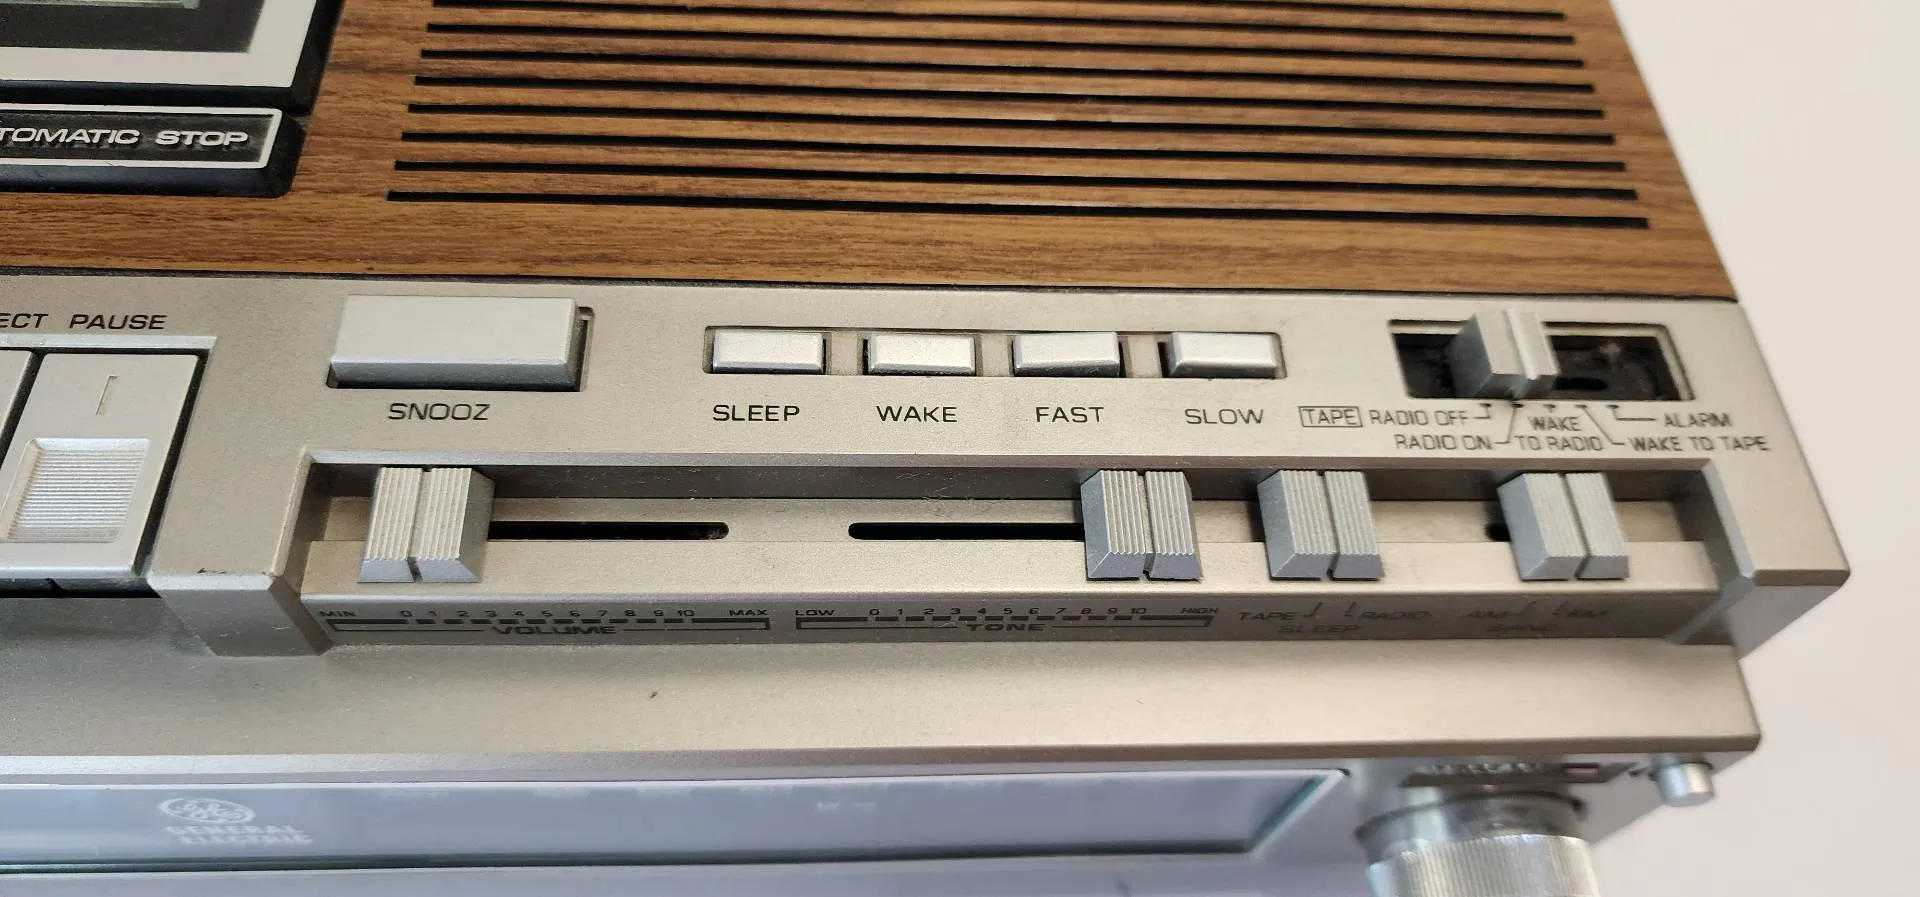 TOMATIC STOP
ECT PAUSE
SNOOZ
SLEEP WAKE FAST SLOW
TAPE RADIO OFF WAKE ALARM
RADIO ON TO RADIO WAKE TO TAPE
MIN 0 1 2 3 4 5 6 7 8 9 10 MAX
VOLUME
LOW 0 1 2 3 4 5 6 7 8 9 10 HIGH
TONE
TAPE RADIO
SLEEP
AM FM
BAND
GENERAL
ELECTRIC